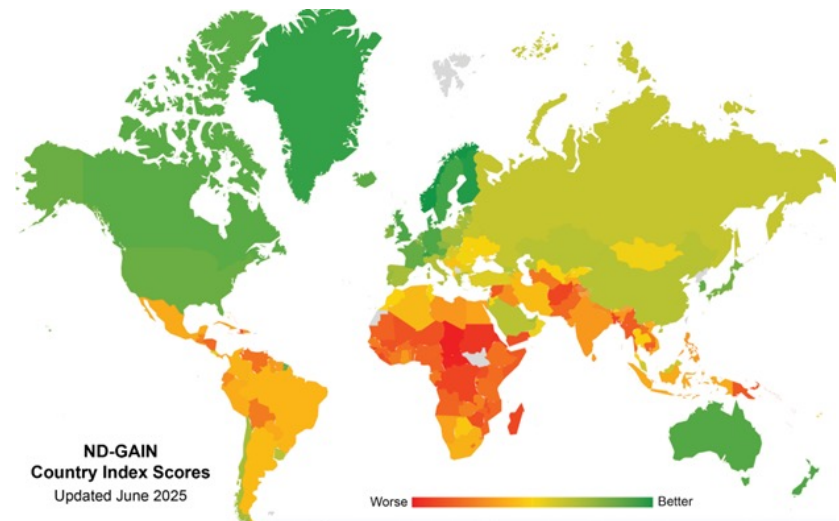 ND-GAIN
Country Index Scores
Updated June 2025
Worse
Better